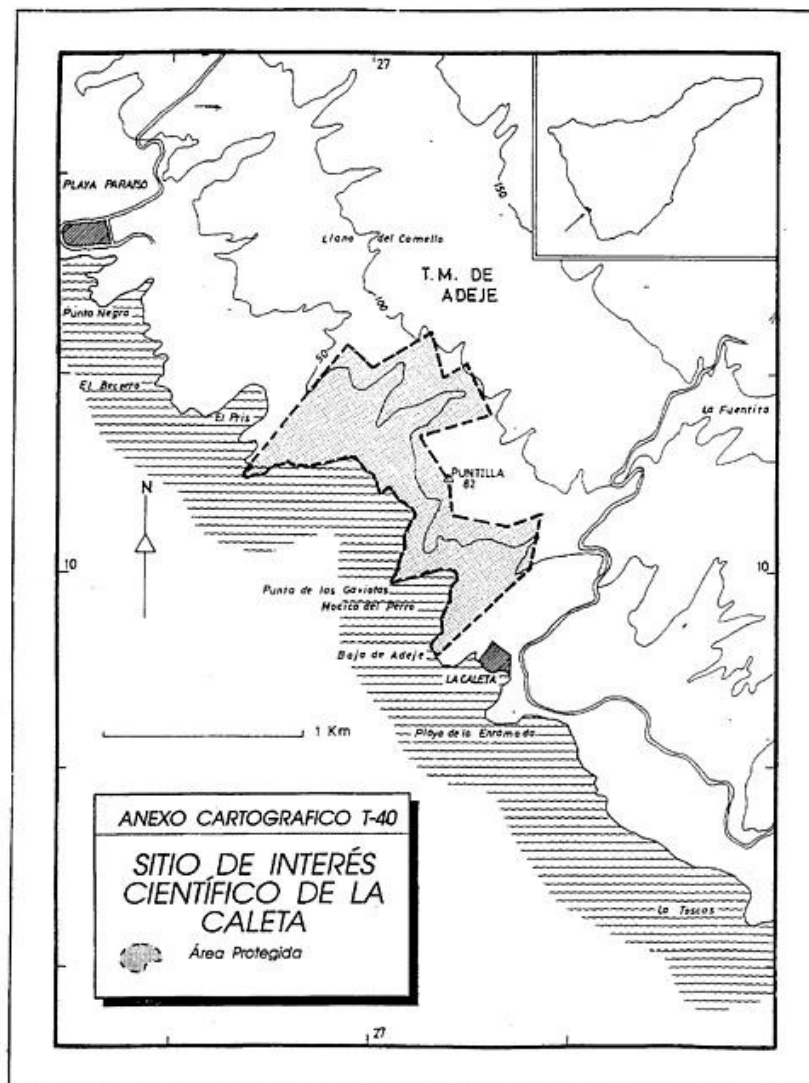 27
PLAYA PARAISO
150
Llano del Camello
T.M. DE
ADEJE
100
Punta Negra
50
El Becerro
El Pris
La Fuentita
PUNTILLA
82
N
10
10
Punta de las Gaviotas
Hocico del Perro
Baja de Adeje
LA CALETA
1 Km
Playa de la Enramada
ANEXO CARTOGRAFICO T-40
SITIO DE INTERÉS
CIENTÍFICO DE LA
CALETA
Área Protegida
La Toscas
27